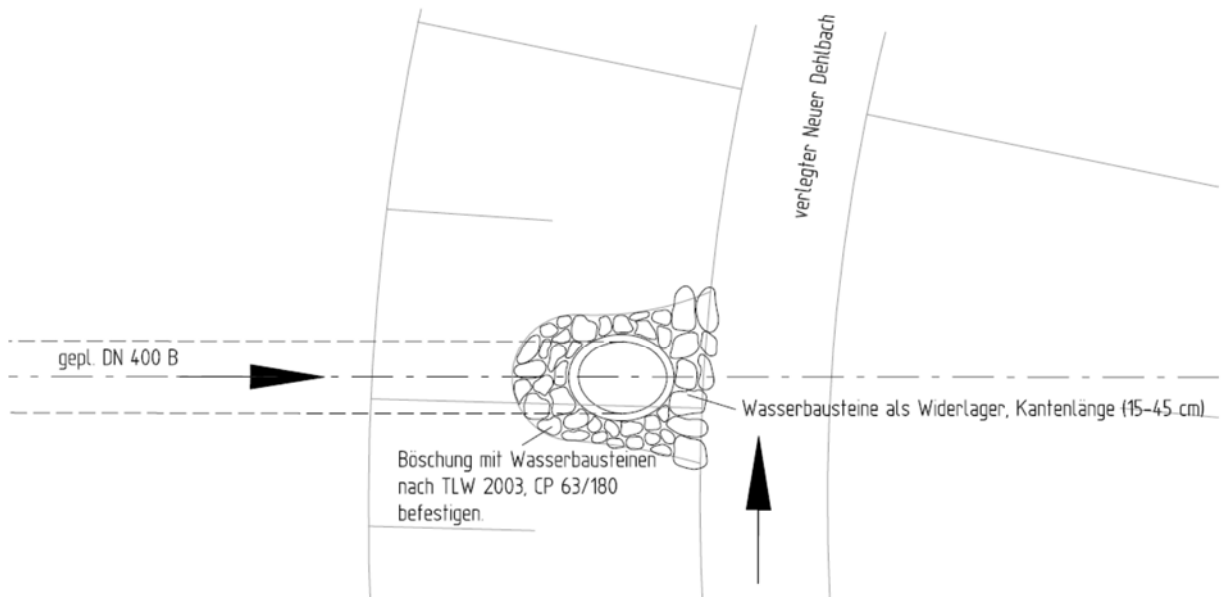 verlegter Neuer Dehlbach
gepl. DN 400 B
Wasserbausteine als Widerlager, Kantenlänge (15-45 cm)
Böschung mit Wasserbausteinen
nach TLW 2003, CP 63/180
befestigen.